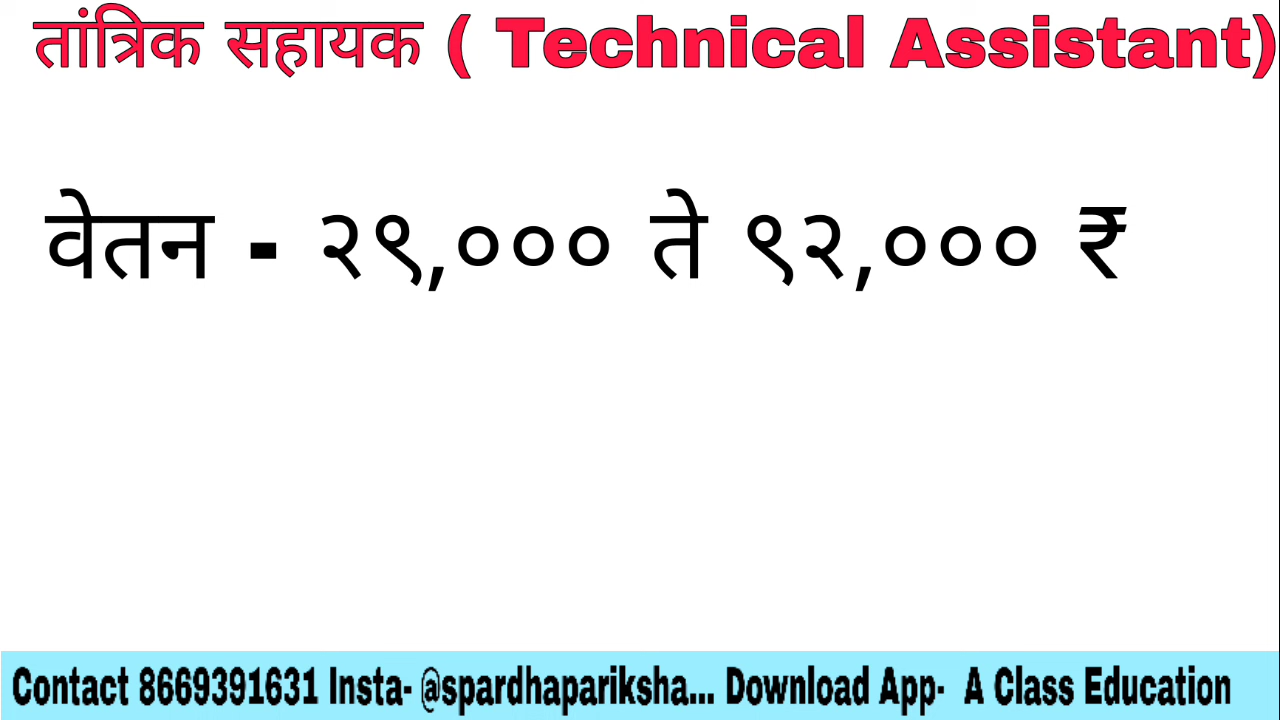 तांत्रिक सहायक ( Technical Assistant)
वेतन - २९,००० ते ९२,००० ₹
Contact 8669391631 Insta- @spardhapariksha... Download App- A Class Education